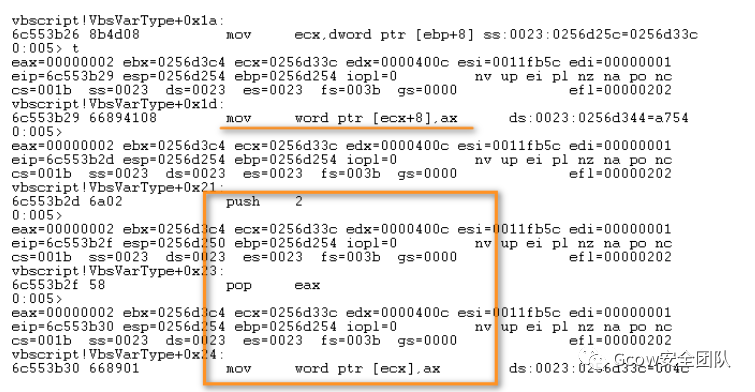 vbscript!VbsVarType+0x1a:
6c553b26 8b4d08 mov ecx,dword ptr [ebp+8] ss:0023:0256d25c=0256d33c
0:005> t
eax=00000002 ebx=0256d3c4 ecx=0256d33c edx=0000400c esi=0011fb5c edi=00000001
eip=6c553b29 esp=0256d254 ebp=0256d254 iopl=0 nv up ei pl nz na po nc
cs=001b ss=0023 ds=0023 es=0023 fs=003b gs=0000 efl=00000202
vbscript!VbsVarType+0x1d:
6c553b29 66894108 mov word ptr [ecx+8],ax ds:0023:0256d344=a754
0:005>
eax=00000002 ebx=0256d3c4 ecx=0256d33c edx=0000400c esi=0011fb5c edi=00000001
eip=6c553b2d esp=0256d254 ebp=0256d254 iopl=0 nv up ei pl nz na po nc
cs=001b ss=0023 ds=0023 es=0023 fs=003b gs=0000 efl=00000202
vbscript!VbsVarType+0x21:
6c553b2d 6a02 push 2
0:005>
eax=00000002 ebx=0256d3c4 ecx=0256d33c edx=0000400c esi=0011fb5c edi=00000001
eip=6c553b2f esp=0256d250 ebp=0256d254 iopl=0 nv up ei pl nz na po nc
cs=001b ss=0023 ds=0023 es=0023 fs=003b gs=0000 efl=00000202
vbscript!VbsVarType+0x23:
6c553b2f 58 pop eax
0:005>
eax=00000002 ebx=0256d3c4 ecx=0256d33c edx=0000400c esi=0011fb5c edi=00000001
eip=6c553b30 esp=0256d254 ebp=0256d254 iopl=0 nv up ei pl nz na po nc
cs=001b ss=0023 ds=0023 es=0023 fs=003b gs=0000 efl=00000202
vbscript!VbsVarType+0x24:
6c553b30 668901 mov word ptr [ecx],ax ds:0023:0256d33c=004c
Gcow安全团队